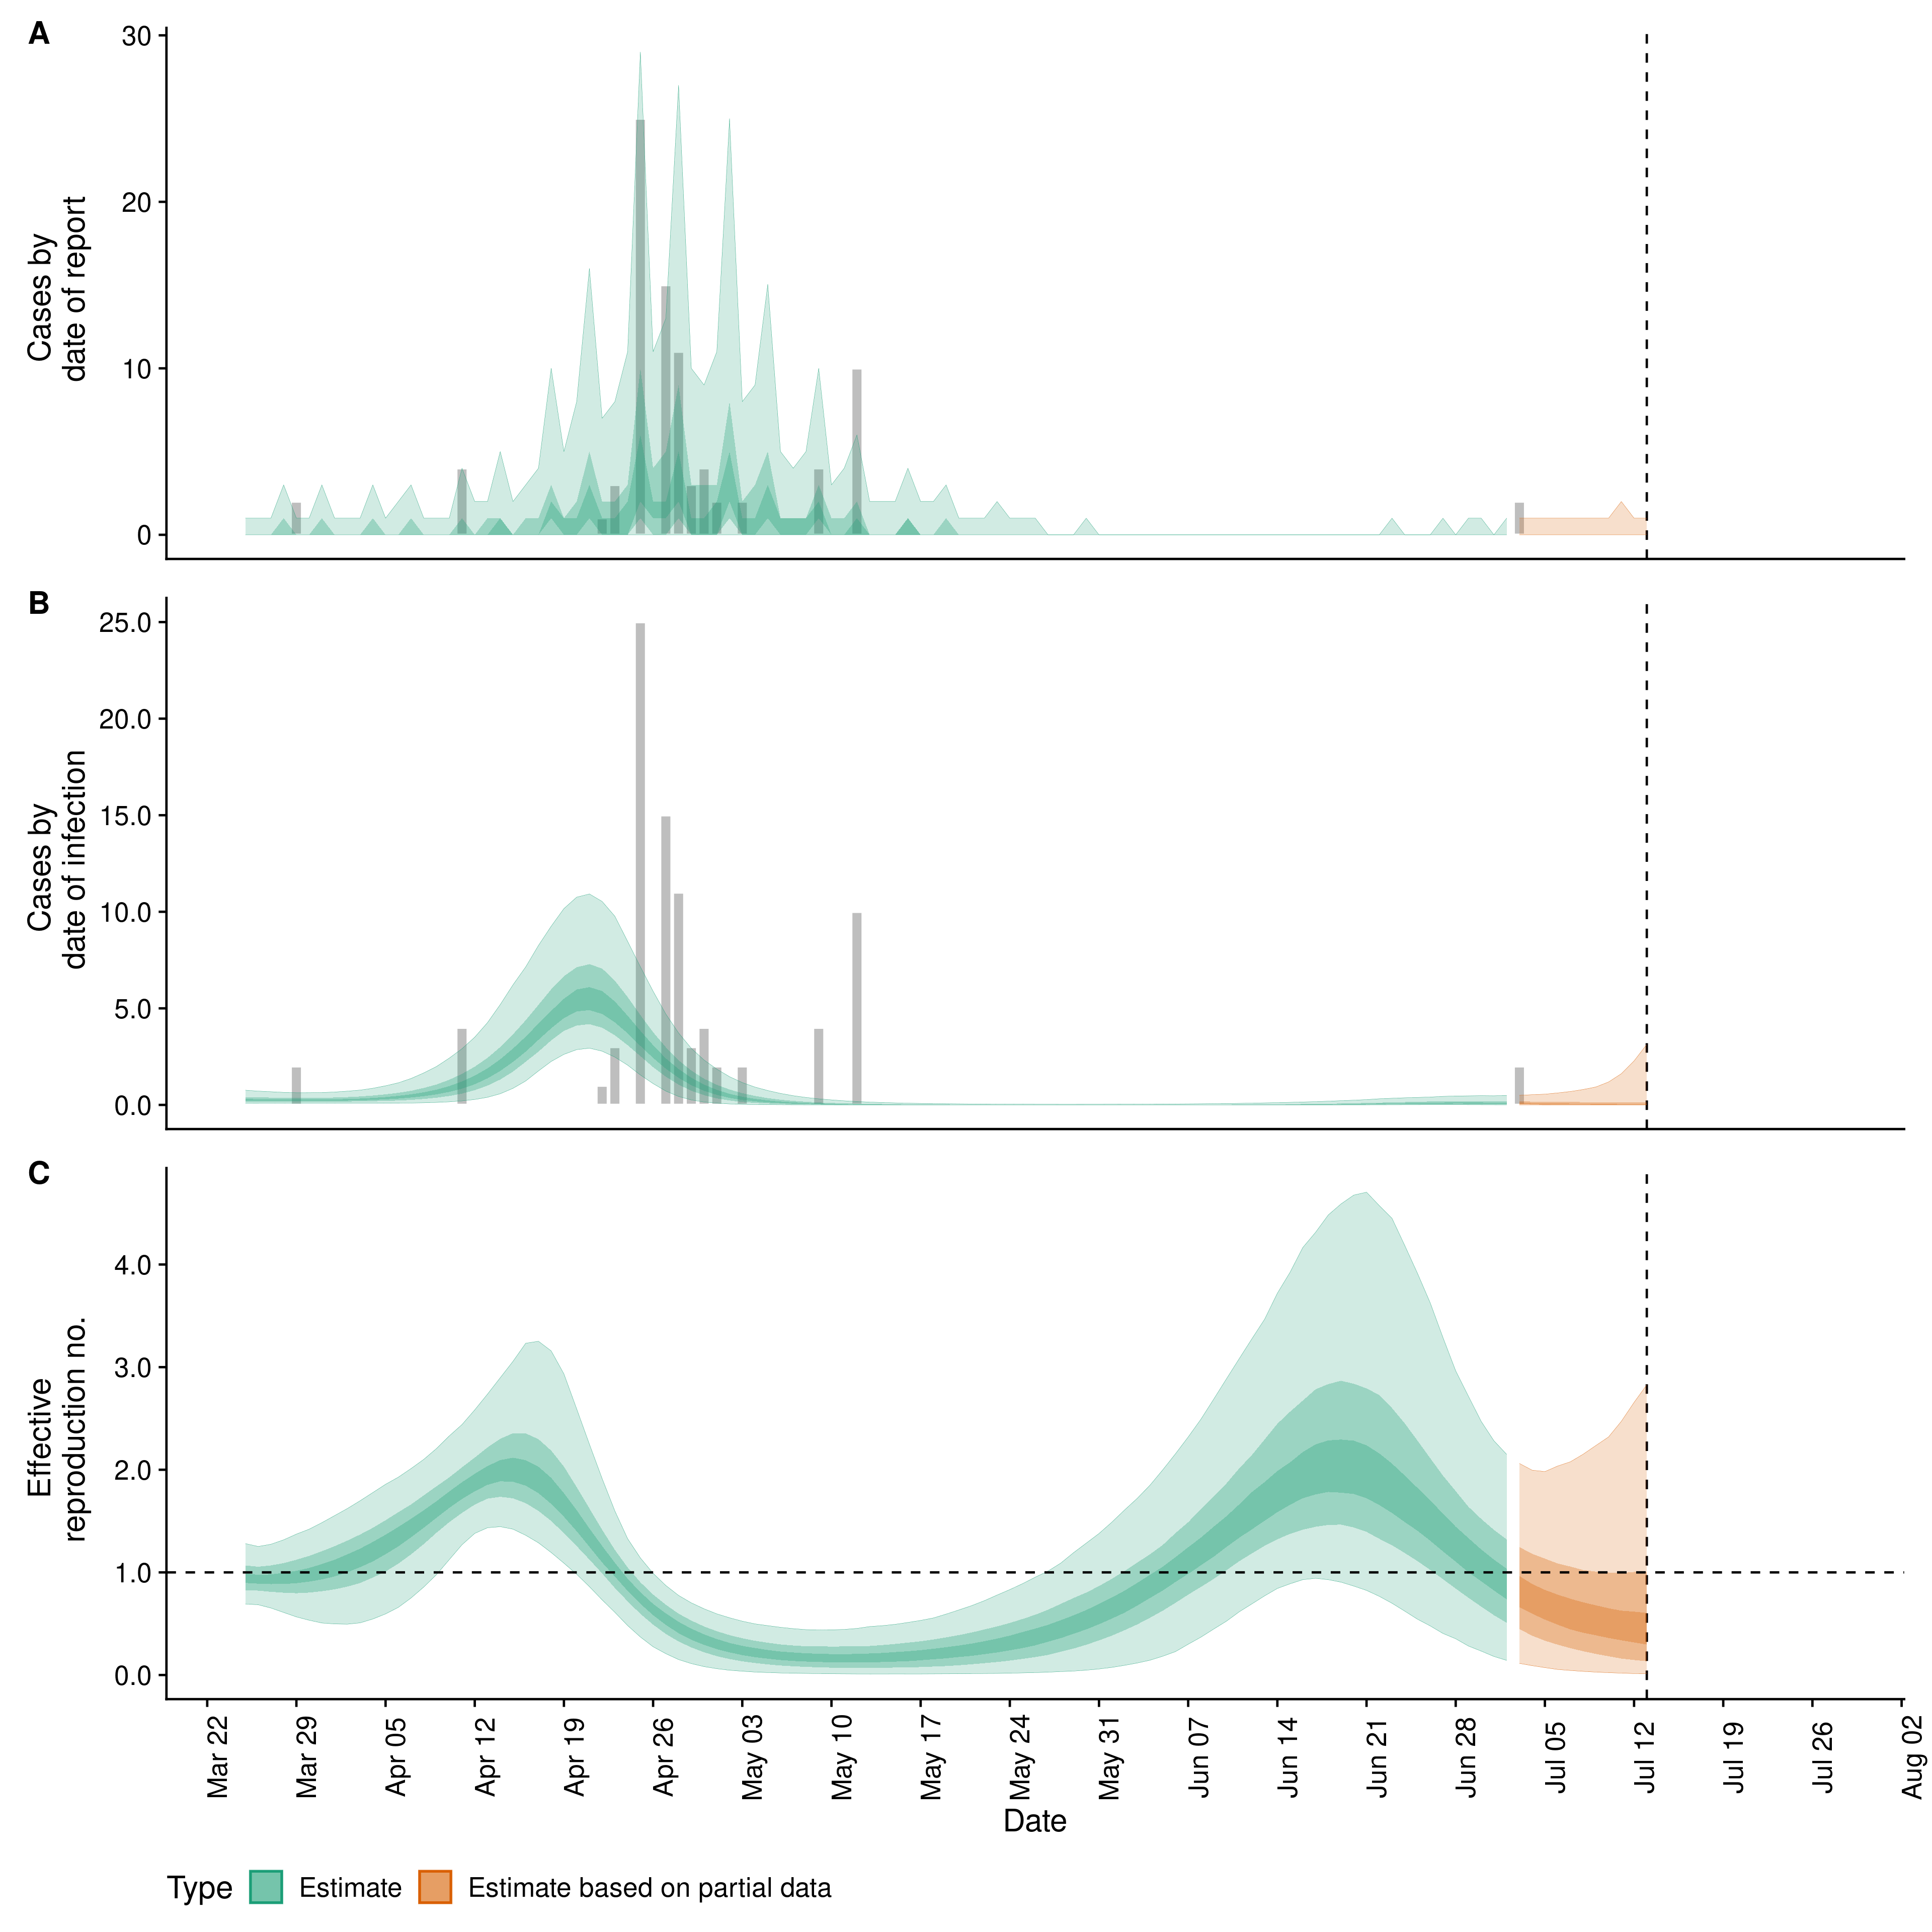 A
30
20
10
0
Cases by
date of report
B
25.0
20.0
15.0
10.0
5.0
0.0
Cases by
date of infection
C
4.0
3.0
2.0
1.0
0.0
Effective
reproduction no.
Mar 22
Mar 29
Apr 05
Apr 12
Apr 19
Apr 26
May 03
May 10
May 17
May 24
May 31
Jun 07
Jun 14
Jun 21
Jun 28
Jul 05
Jul 12
Jul 19
Jul 26
Aug 02
Date
Type Estimate Estimate based on partial data